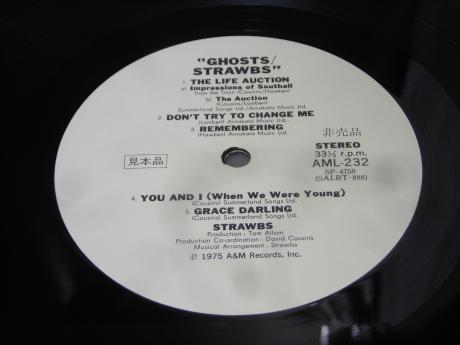 "GHOSTS/
STRAWBS"
1. THE LIFE AUCTION
a) Impressions of Southall
from the Train (Cousins/Hawken)
b) The Auction
(Cousins/Lambert)
Summerland Songs Ltd./Arnakata Music Ltd.
2. DON'T TRY TO CHANGE ME
(Lambert) Arnakata Music Ltd.
3. REMEMBERING
(Hawken) Arnakata Music Ltd.
見本品
非売品
STEREO
33⅓ r.p.m.
AML-232
SP-4750
(SALBT-888)
4. YOU AND I (When We Were Young)
(Cousins) Summerland Songs Ltd.
5. GRACE DARLING
(Cousins) Summerland Songs Ltd.
STRAWBS
Production : Tom Allom
Production Co-ordination : David Cousins
Musical Arrangement : Strawbs
Ⓟ 1975 A&M Records, Inc.